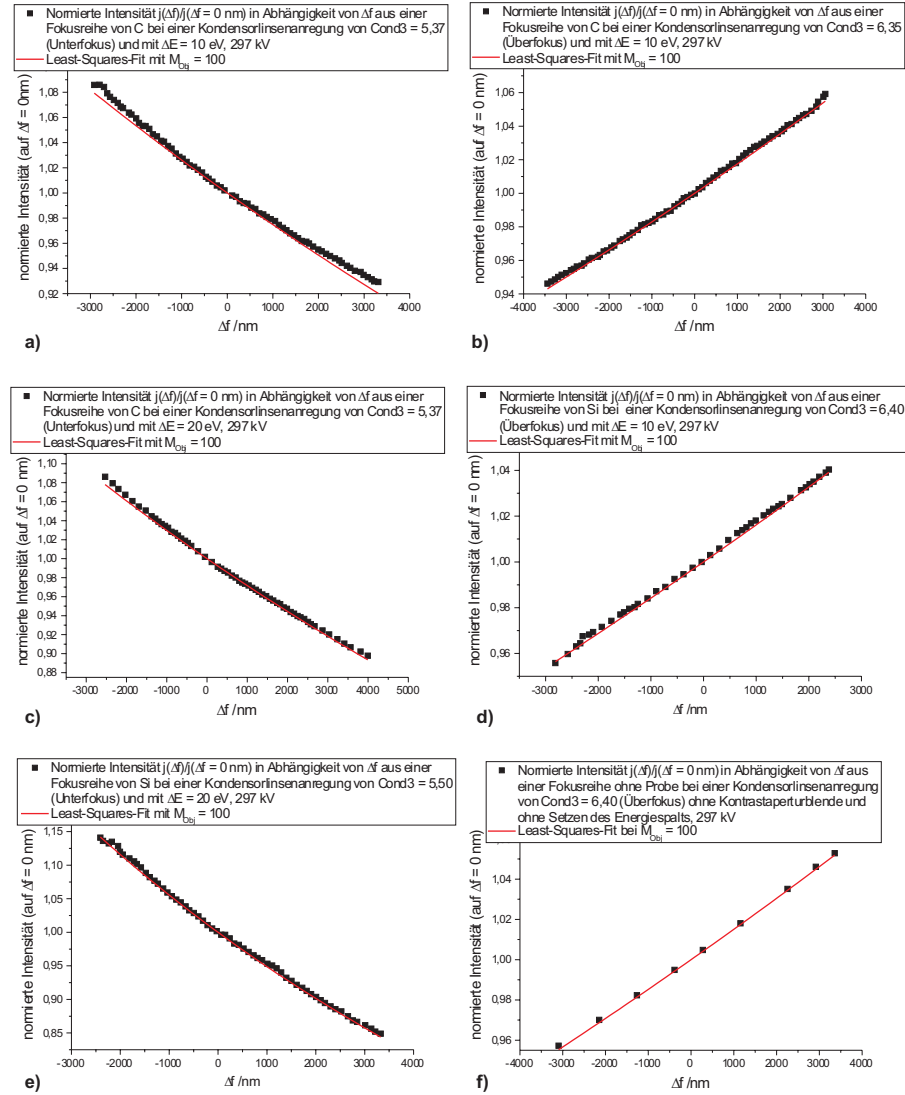 ■ Normierte Intensität j(Δf)/j(Δf = 0 nm) in Abhängigkeit von Δf aus einer
Fokusreihe von C bei einer Kondensorlinsenanregung von Cond3 = 5,37
(Unterfokus) und mit ΔE = 10 eV, 297 kV
Least-Squares-Fit mit M_Obj = 100
normierte Intensität (auf Δf = 0nm)
1,08
1,06
1,04
1,02
1,00
0,98
0,96
0,94
0,92
-3000 -2000 -1000 0 1000 2000 3000 4000
Δf /nm
a)
■ Normierte Intensität j(Δf)/j(Δf = 0 nm) in Abhängigkeit von Δf aus einer
Fokusreihe von C bei einer Kondensorlinsenanregung von Cond3 = 6,35
(Überfokus) und mit ΔE = 10 eV, 297 kV
Least-Squares-Fit mit M_Obj = 100
normierte Intensität (auf Δf = 0 nm)
1,06
1,04
1,02
1,00
0,98
0,96
0,94
-4000 -3000 -2000 -1000 0 1000 2000 3000 4000
Δf /nm
b)
■ Normierte Intensität j(Δf)/j(Δf = 0 nm) in Abhängigkeit von Δf aus einer
Fokusreihe von C bei einer Kondensorlinsenanregung von Cond3 = 5,37
(Unterfokus) und mit ΔE = 20 eV, 297 kV
Least-Squares-Fit mit M_Obj = 100
normierte Intensität (auf Δf = 0 nm)
1,10
1,08
1,06
1,04
1,02
1,00
0,98
0,96
0,94
0,92
0,90
0,88
-3000 -2000 -1000 0 1000 2000 3000 4000 5000
Δf /nm
c)
■ Normierte Intensität j(Δf)/j(Δf = 0 nm) in Abhängigkeit von Δf aus einer
Fokusreihe von Si bei einer Kondensorlinsenanregung von Cond3 = 6,40
(Überfokus) und mit ΔE = 10 eV, 297 kV
Least-Squares-Fit mit M_Obj = 100
normierte Intensität (auf Δf = 0 nm)
1,04
1,02
1,00
0,98
0,96
-3000 -2000 -1000 0 1000 2000 3000
Δf /nm
d)
■ Normierte Intensität j(Δf)/j(Δf = 0 nm) in Abhängigkeit von Δf aus einer
Fokusreihe von Si bei einer Kondensorlinsenanregung von Cond3 = 5,50
(Unterfokus) und mit ΔE = 20 eV, 297 kV
Least-Squares-Fit mit M_Obj = 100
normierte Intensität (auf Δf = 0 nm)
1,15
1,10
1,05
1,00
0,95
0,90
0,85
-3000 -2000 -1000 0 1000 2000 3000 4000
Δf /nm
e)
■ Normierte Intensität j(Δf)/j(Δf = 0 nm) in Abhängigkeit von Δf aus
einer Fokusreihe ohne Probe bei einer Kondensorlinsenanregung
von Cond3 = 6,40 (Überfokus) ohne Kontrastaperturblende und
ohne Setzen des Energiespalts, 297 kV
Least-Squares-Fit bei M_Obj = 100
normierte Intensität (auf Δf = 0 nm)
1,04
1,02
1,00
0,98
0,96
-4000 -3000 -2000 -1000 0 1000 2000 3000 4000
Δf /nm
f)